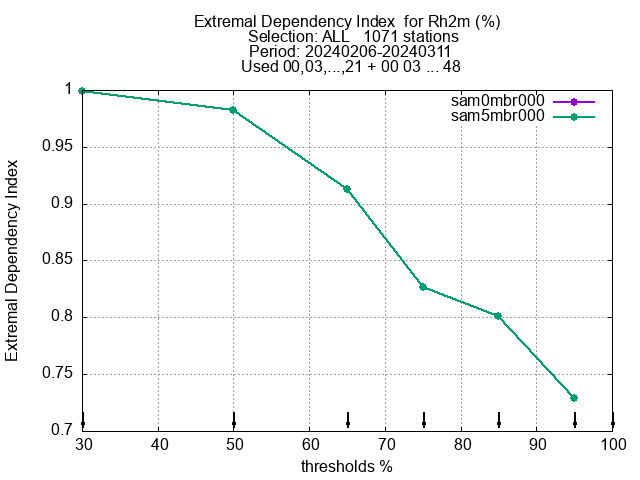 Extremal Dependency Index  for Rh2m (%)
Selection: ALL   1071 stations
Period: 20240206-20240311
Used 00,03,...,21 + 00 03 ... 48
sam0mbr000
sam5mbr000
1
0.95
0.9
0.85
0.8
0.75
0.7
Extremal Dependency Index
30 40 50 60 70 80 90 100
thresholds %